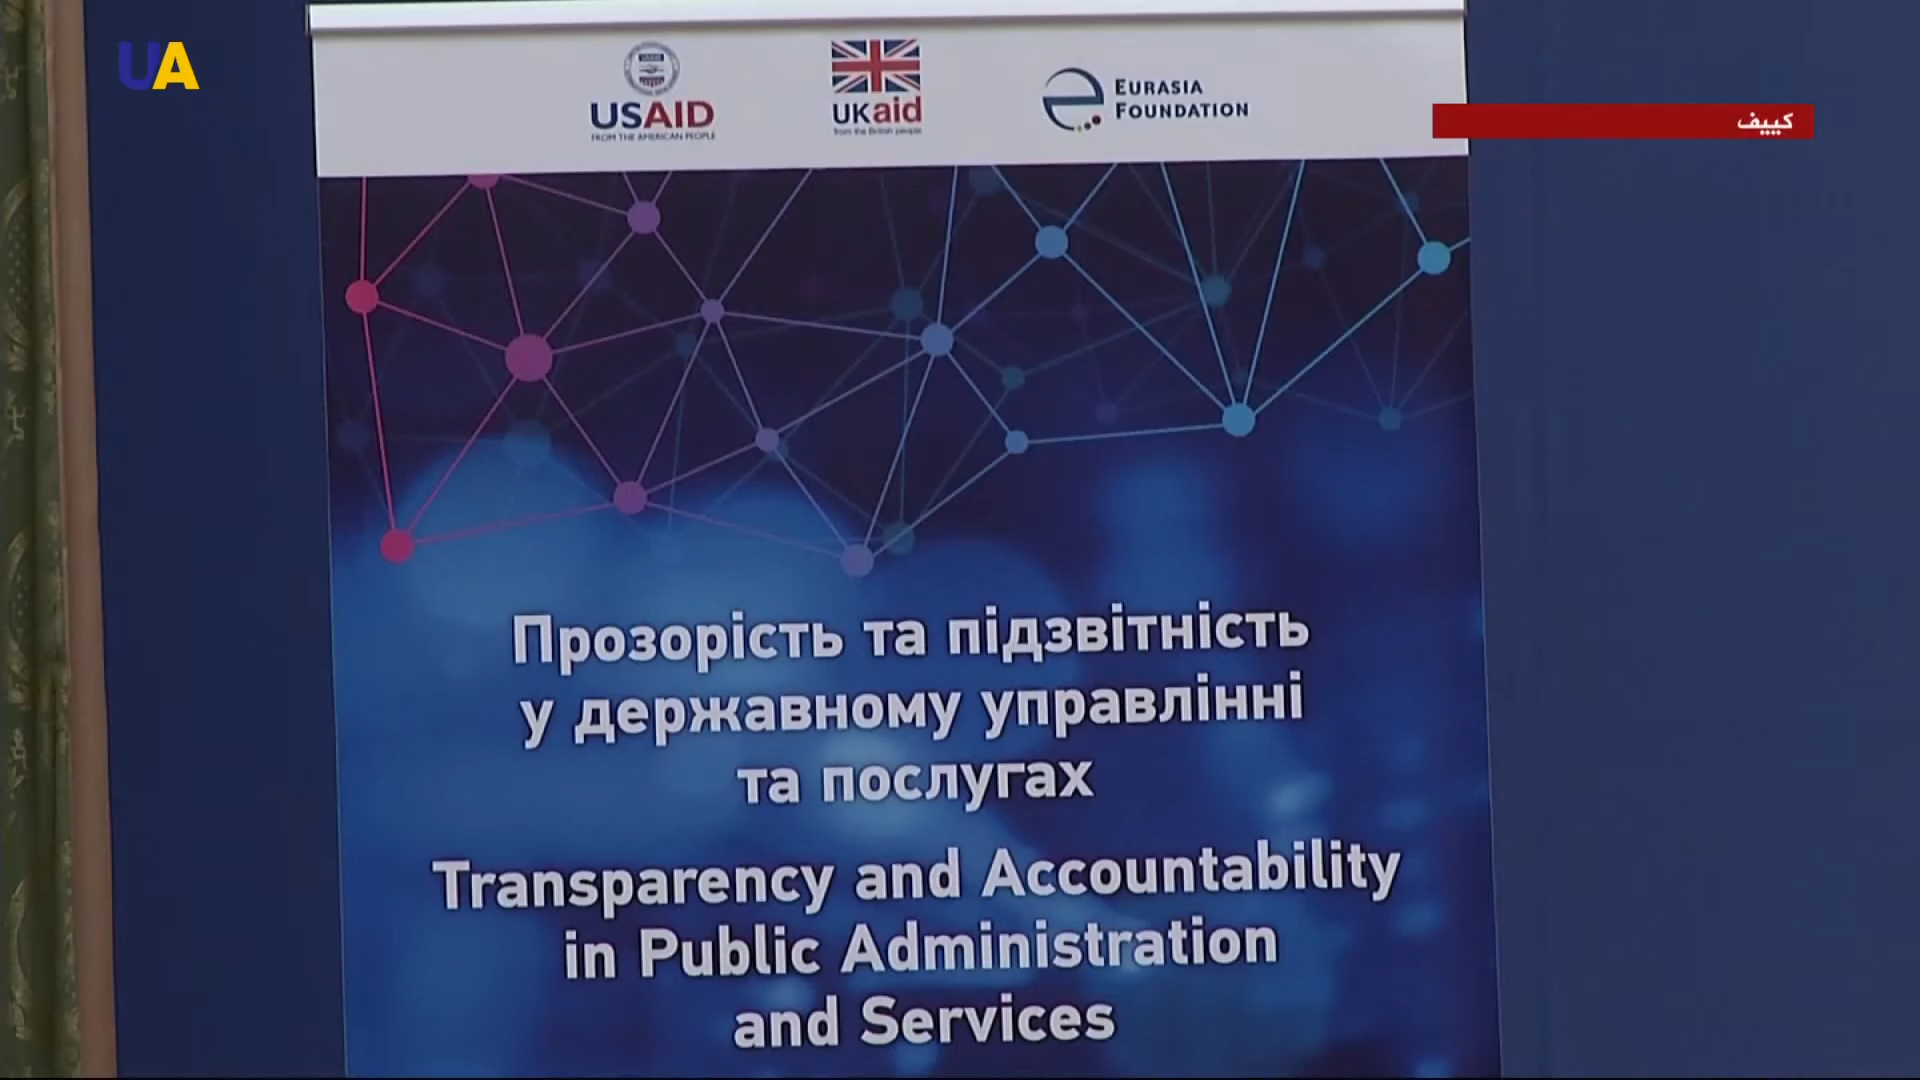 UA
USAID
FROM THE AMERICAN PEOPLE
UKaid
from the British people
EURASIA
FOUNDATION
كييف
Прозорість та підзвітність
у державному управлінні
та послугах
Transparency and Accountability
in Public Administration
and Services